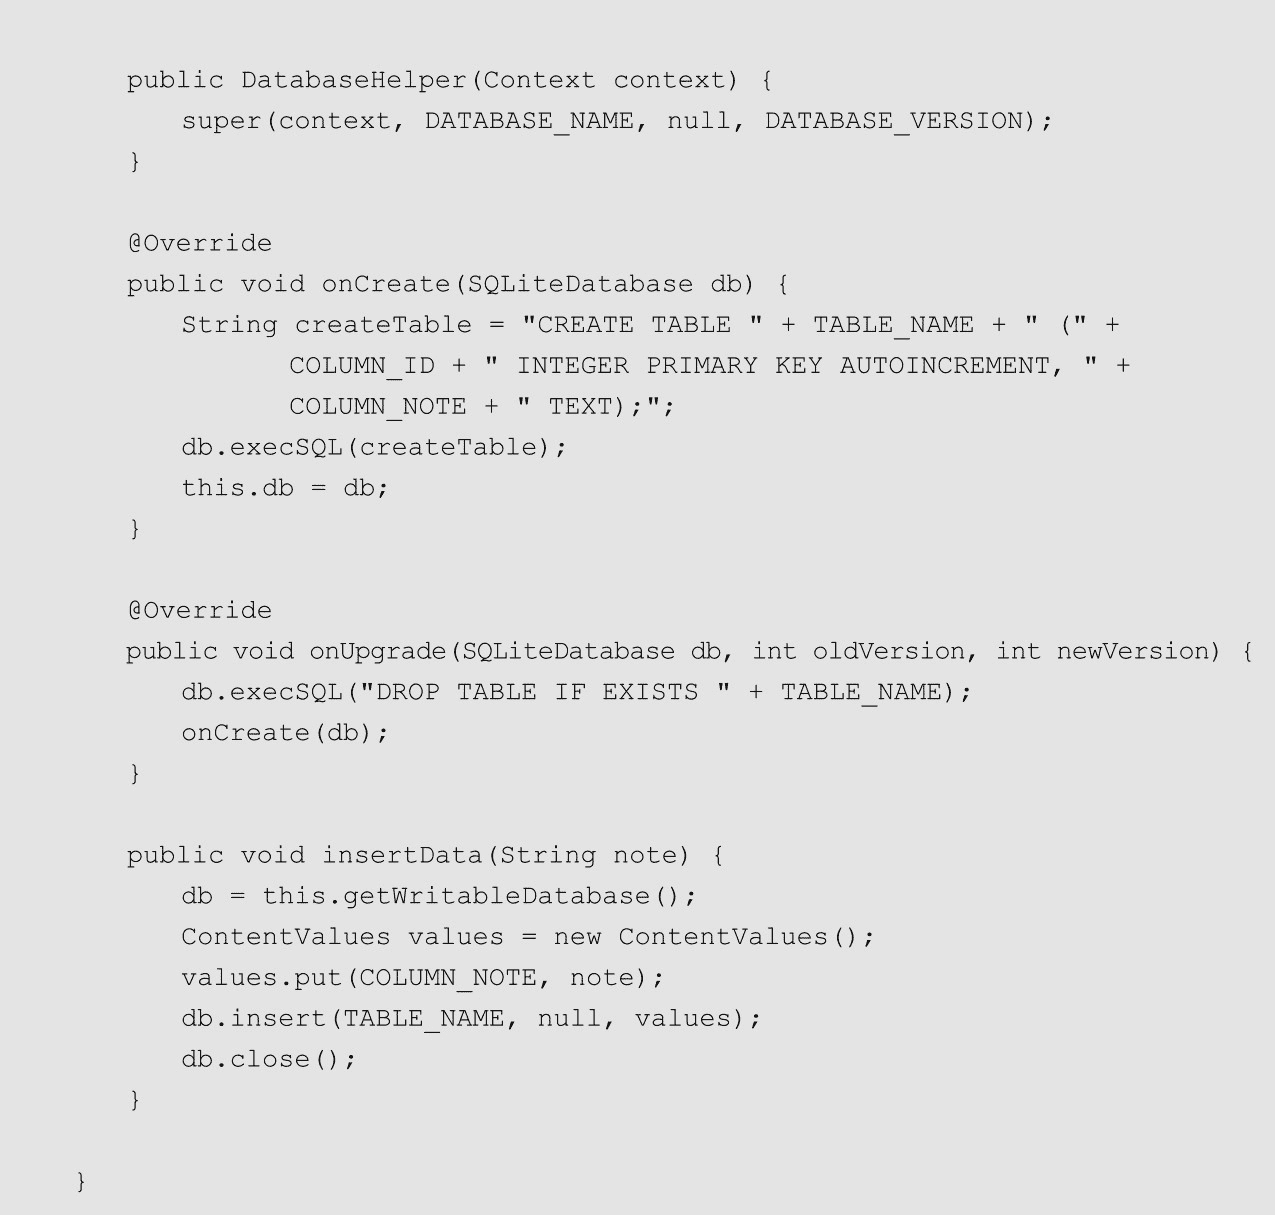 public DatabaseHelper(Context context) {
super(context, DATABASE_NAME, null, DATABASE_VERSION);
}
@Override
public void onCreate(SQLiteDatabase db) {
String createTable = "CREATE TABLE " + TABLE_NAME + " (" +
COLUMN_ID + " INTEGER PRIMARY KEY AUTOINCREMENT, " +
COLUMN_NOTE + " TEXT);";
db.execSQL(createTable);
this.db = db;
}
@Override
public void onUpgrade(SQLiteDatabase db, int oldVersion, int newVersion) {
db.execSQL("DROP TABLE IF EXISTS " + TABLE_NAME);
onCreate(db);
}
public void insertData(String note) {
db = this.getWritableDatabase();
ContentValues values = new ContentValues();
values.put(COLUMN_NOTE, note);
db.insert(TABLE_NAME, null, values);
db.close();
}
}